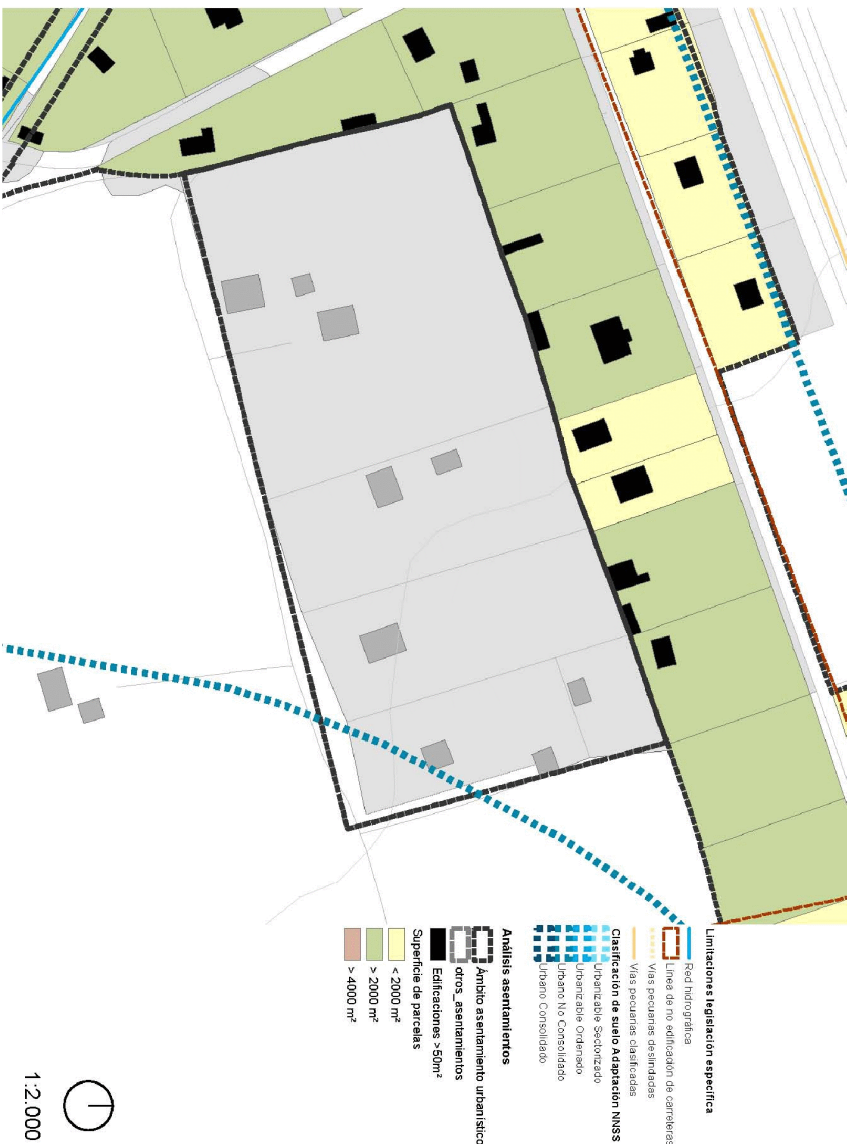 Limitaciones legislación específica
Red hidrográfica
Línea de no edificación de carreteras
Vías pecuarias deslindadas
Vías pecuarias clasificadas
Clasificación de suelo Adaptación NNSS
Urbanizable Sectorizado
Urbanizable Ordenado
Urbano No Consolidado
Urbano Consolidado
Análisis asentamientos
Ámbito asentamiento urbanístico
otros_asentamientos
Edificaciones >50m²
Superficie de parcelas
< 2000 m²
> 2000 m²
> 4000 m²
1:2.000